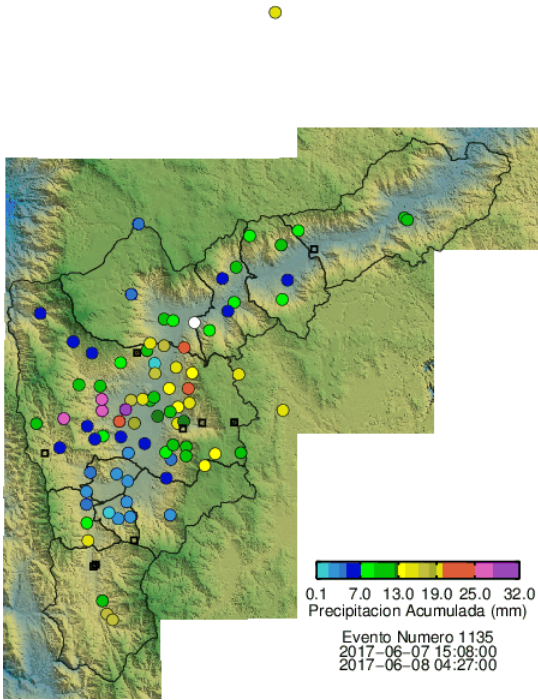 0.1 7.0 13.0 19.0 25.0 32.0
Precipitacion Acumulada (mm)
Evento Numero 1135
2017−06−07 15:08:00
2017−06−08 04:27:00